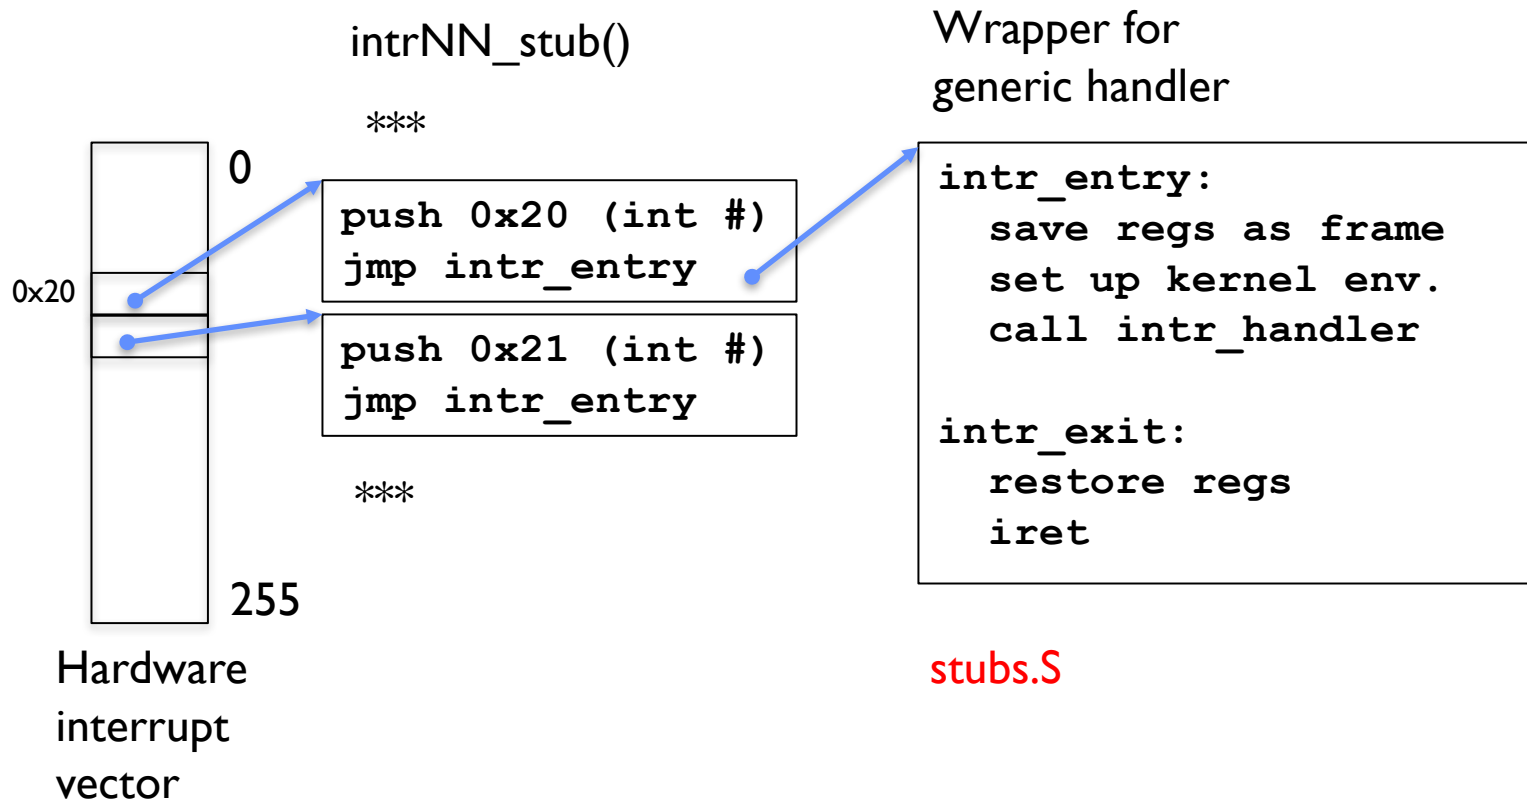 intrNN_stub()
***
Wrapper for
generic handler
0
0x20
255
Hardware
interrupt
vector
push 0x20 (int #)
jmp intr_entry
push 0x21 (int #)
jmp intr_entry
***
intr_entry:
save regs as frame
set up kernel env.
call intr_handler
intr_exit:
restore regs
iret
stubs.S